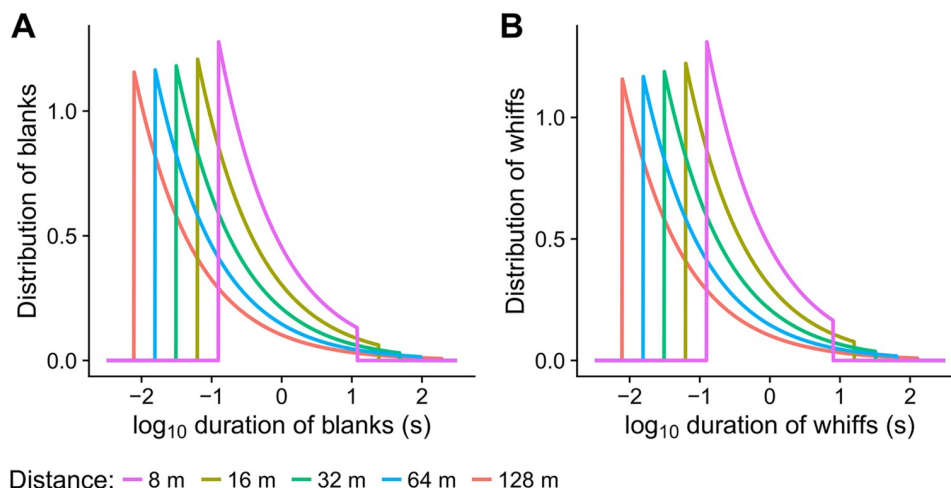 A
B
Distribution of blanks
1.0
0.5
0.0
−2 −1 0 1 2
log10 duration of blanks (s)
Distribution of whiffs
1.0
0.5
0.0
−2 −1 0 1 2
log10 duration of whiffs (s)
Distance: 8 m 16 m 32 m 64 m 128 m